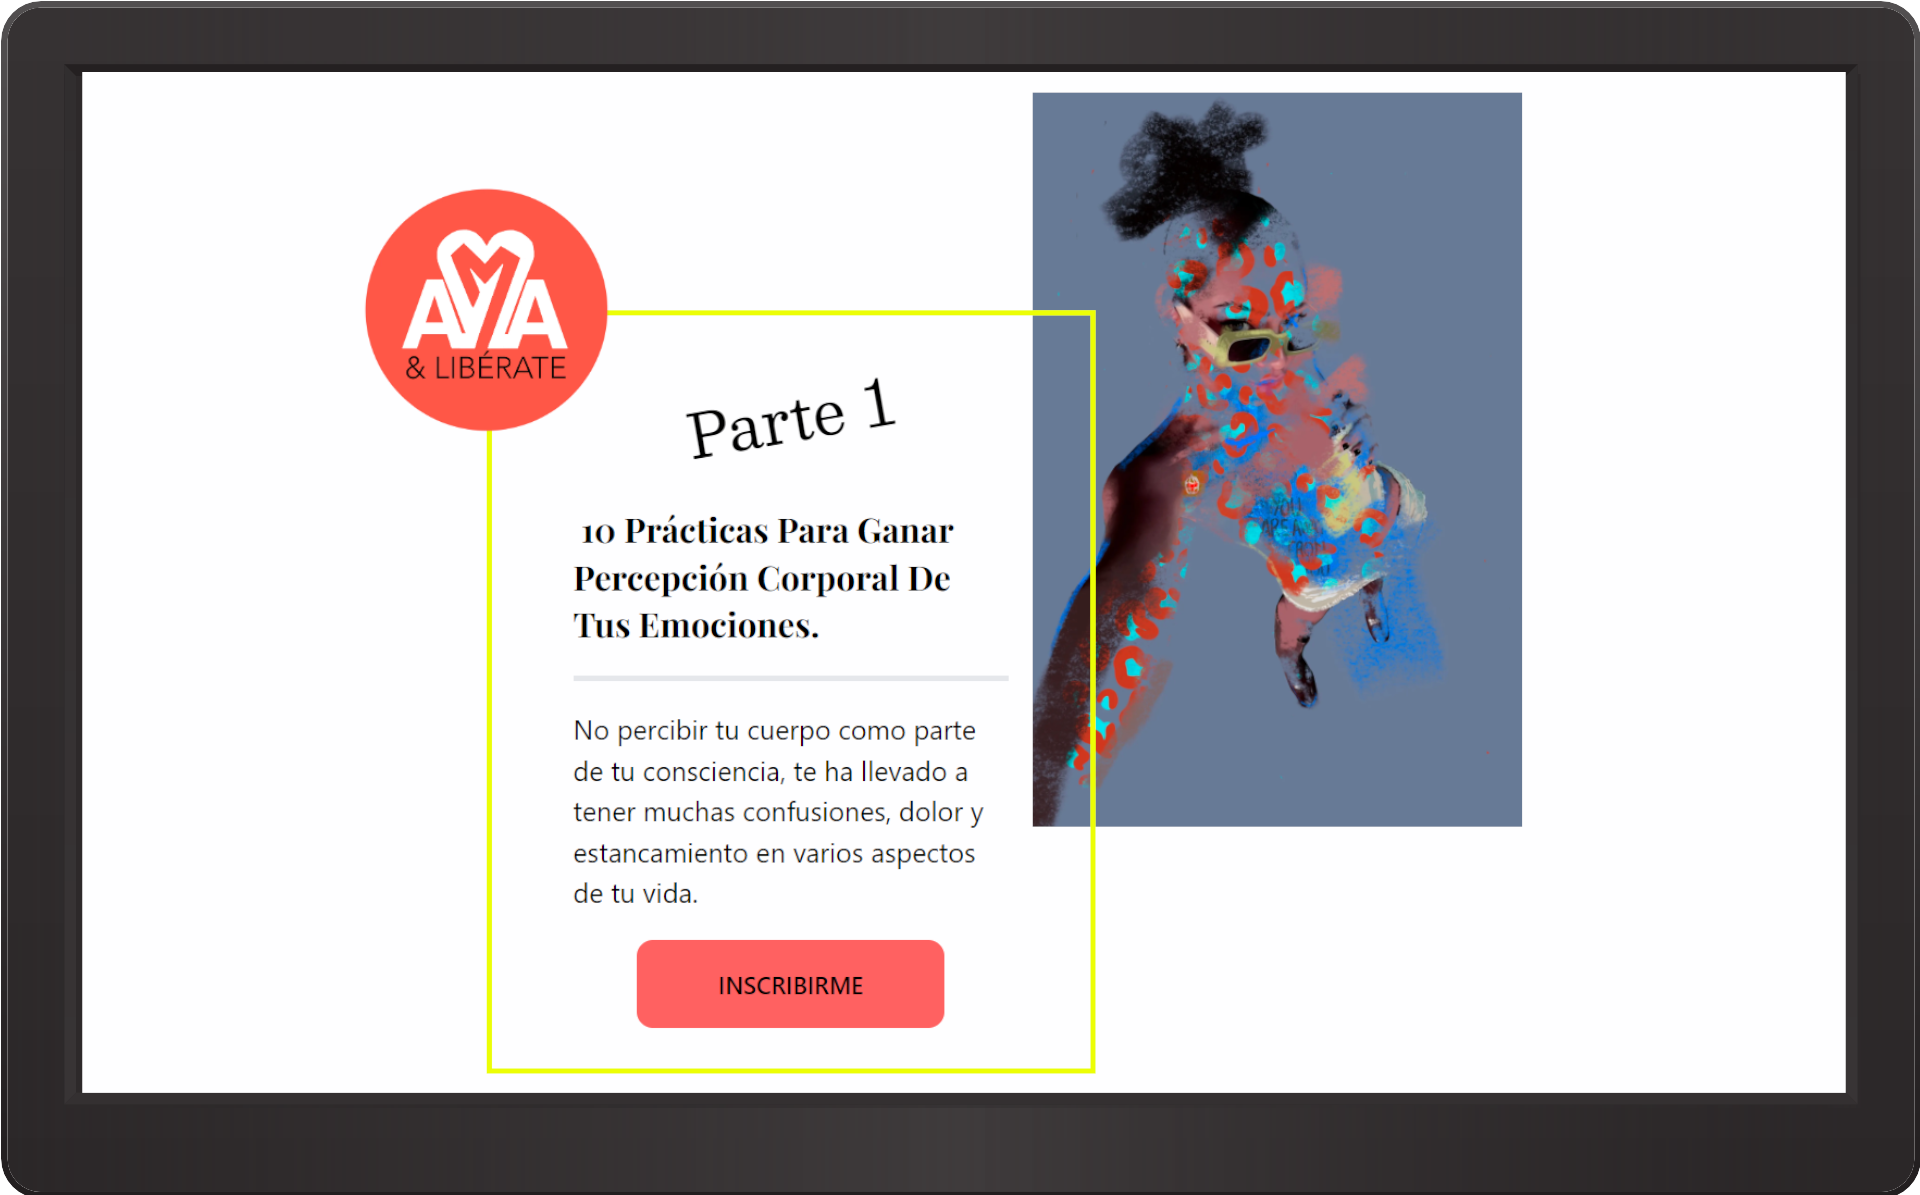 AMA
& LIBÉRATE
Parte 1
10 Prácticas Para Ganar
Percepción Corporal De
Tus Emociones.
No percibir tu cuerpo como parte
de tu consciencia, te ha llevado a
tener muchas confusiones, dolor y
estancamiento en varios aspectos
de tu vida.
INSCRIBIRME
YOU